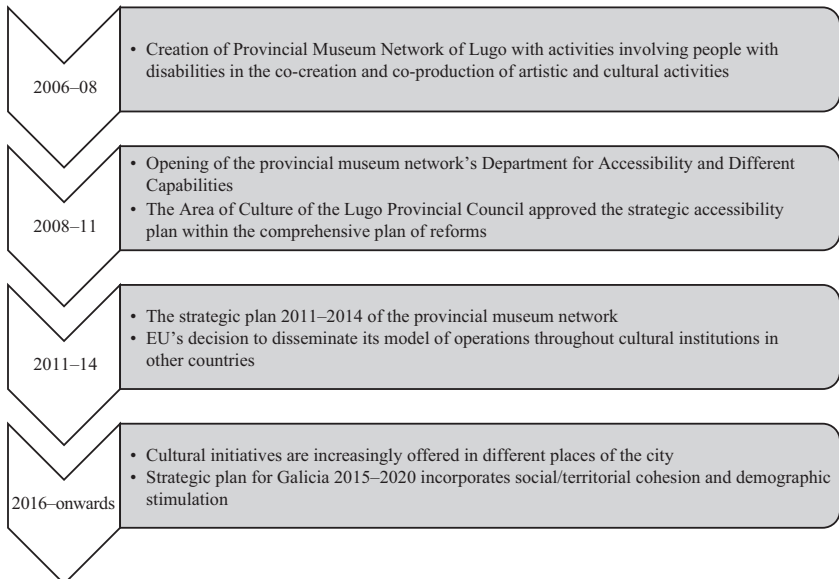 2006–08
• Creation of Provincial Museum Network of Lugo with activities involving people with
disabilities in the co-creation and co-production of artistic and cultural activities
2008–11
• Opening of the provincial museum network’s Department for Accessibility and Different
Capabilities
• The Area of Culture of the Lugo Provincial Council approved the strategic accessibility
plan within the comprehensive plan of reforms
2011–14
• The strategic plan 2011–2014 of the provincial museum network
• EU’s decision to disseminate its model of operations throughout cultural institutions in
other countries
2016–onwards
• Cultural initiatives are increasingly offered in different places of the city
• Strategic plan for Galicia 2015–2020 incorporates social/territorial cohesion and demographic
stimulation